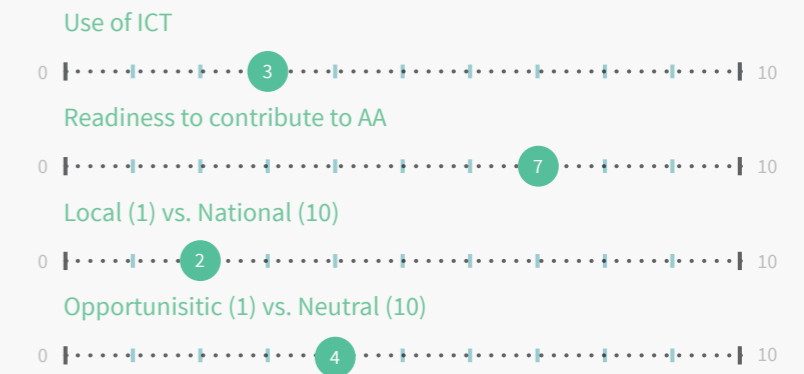 Use of ICT
0 3 10
Readiness to contribute to AA
0 7 10
Local (1) vs. National (10)
0 2 10
Opportunisitic (1) vs. Neutral (10)
0 4 10